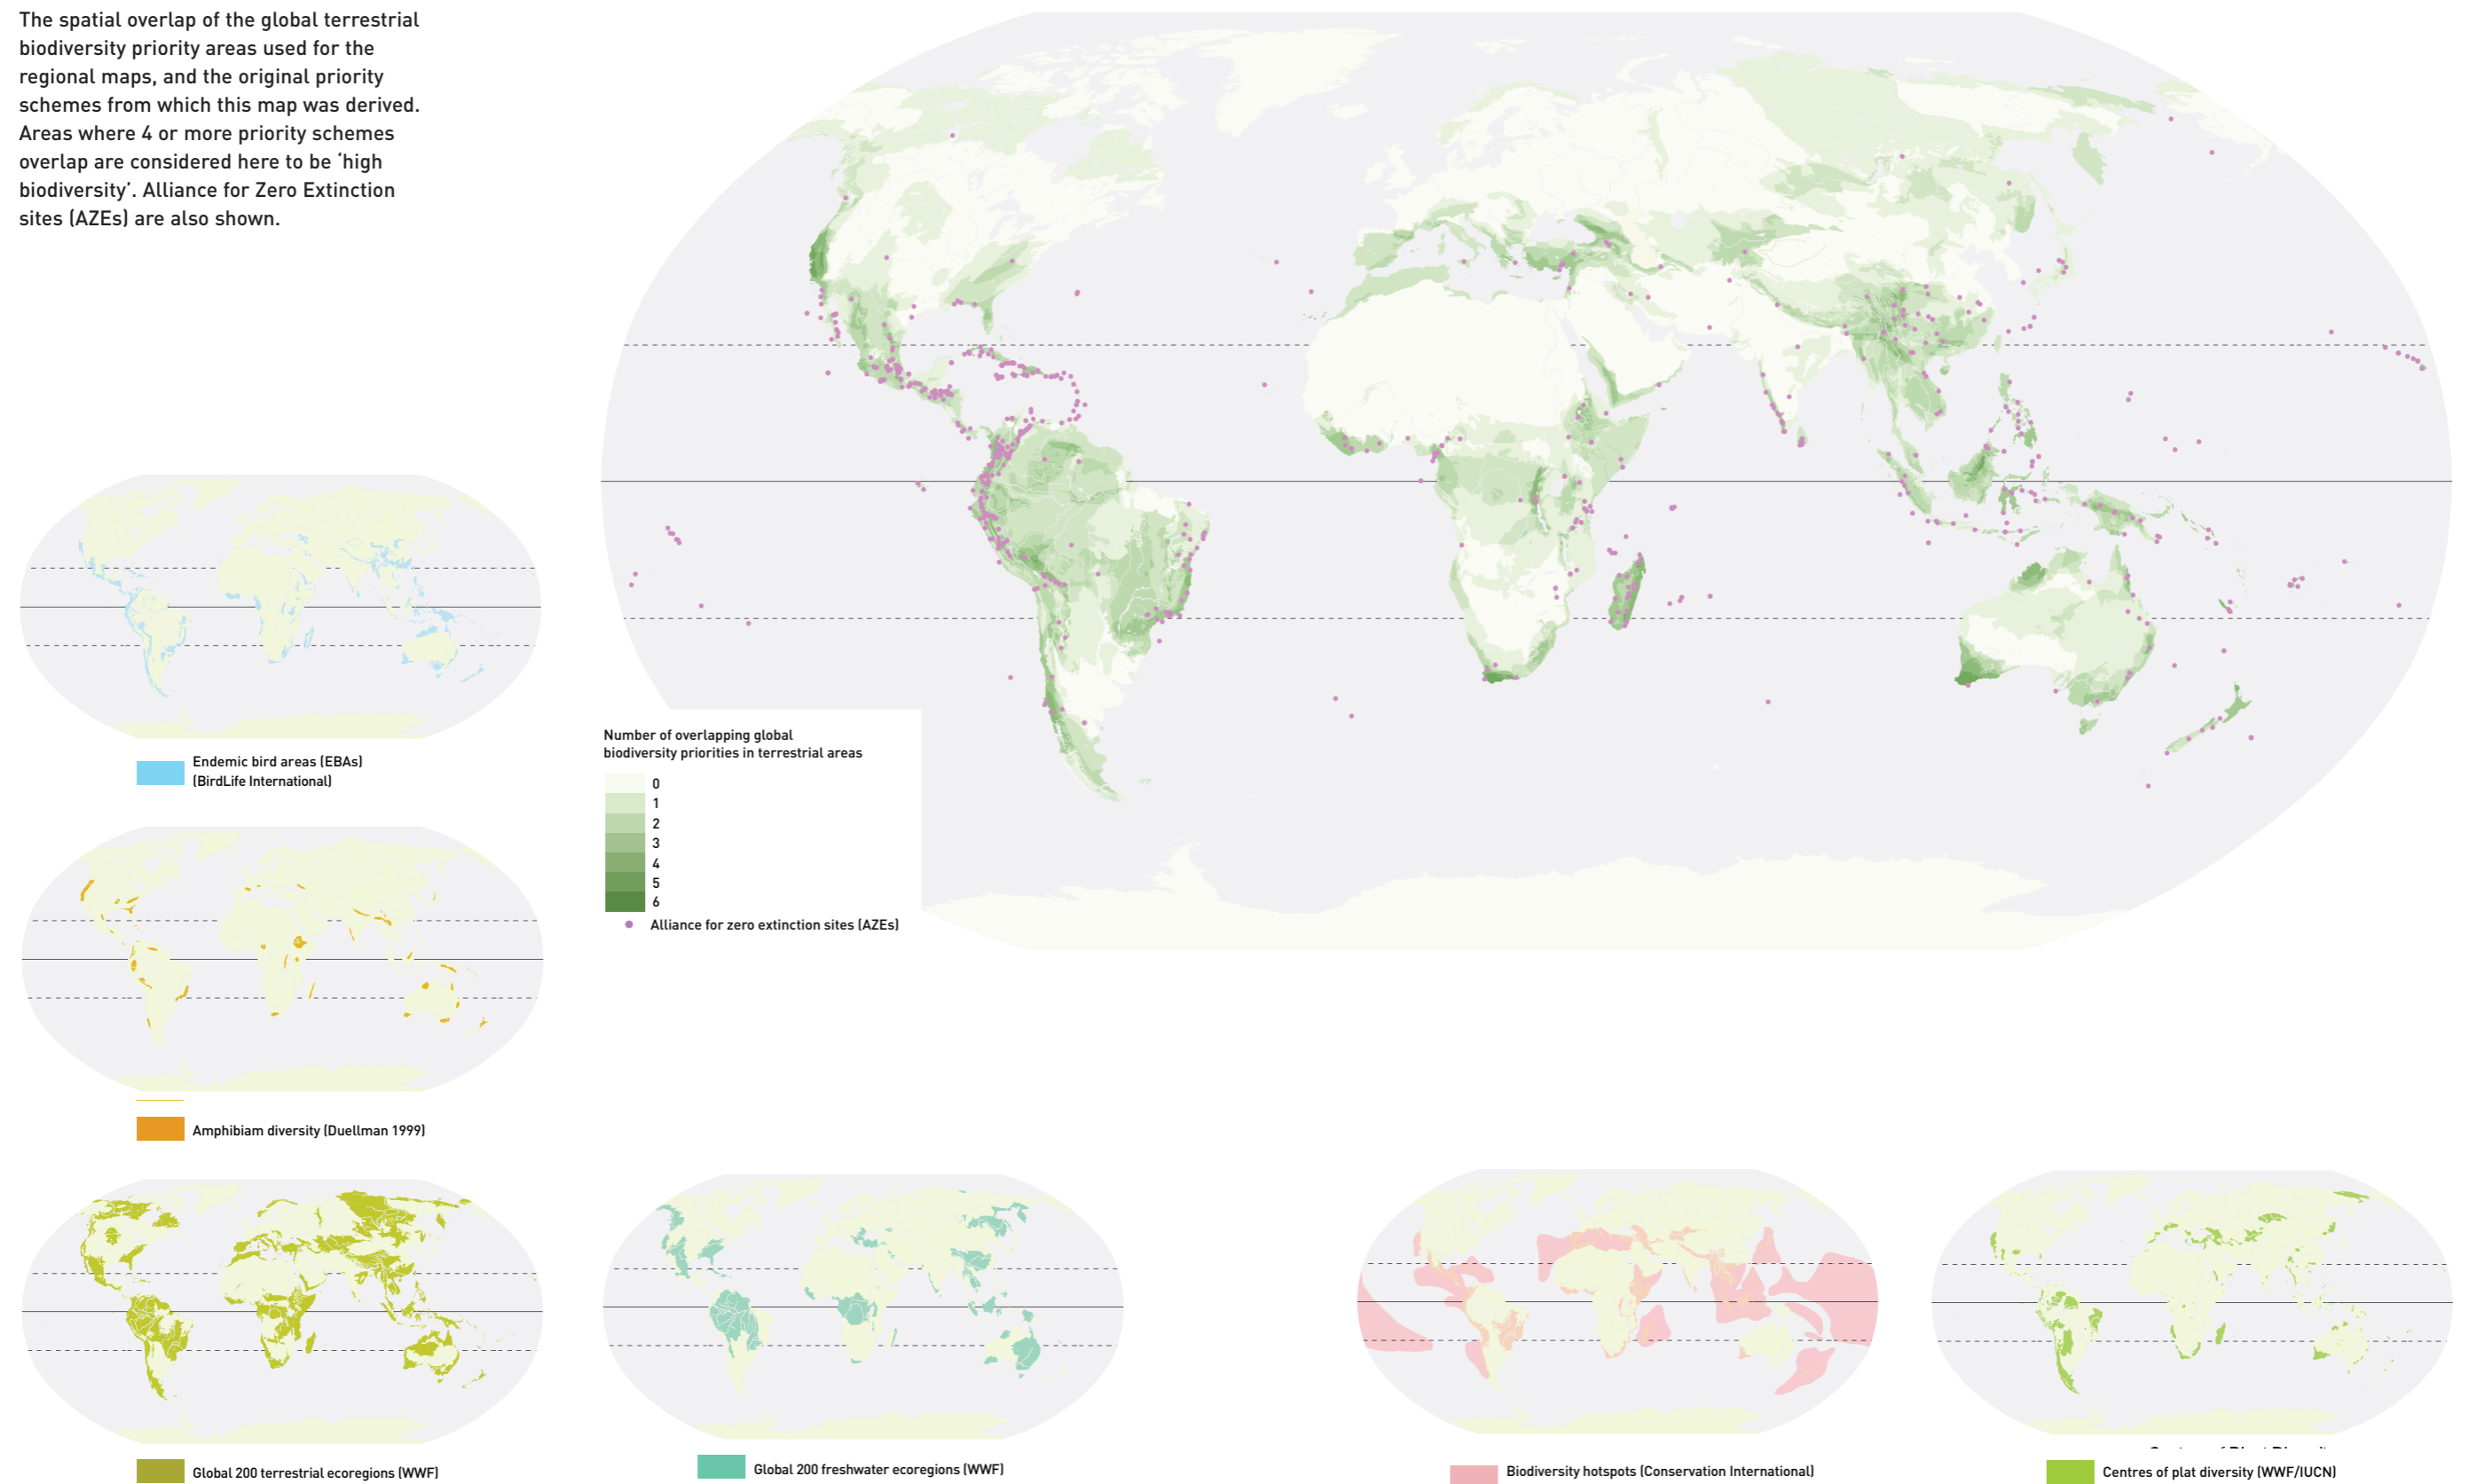 The spatial overlap of the global terrestrial
biodiversity priority areas used for the
regional maps, and the original priority
schemes from which this map was derived.
Areas where 4 or more priority schemes
overlap are considered here to be ‘high
biodiversity’. Alliance for Zero Extinction
sites (AZEs) are also shown.
Number of overlapping global
biodiversity priorities in terrestrial areas
0
1
2
3
4
5
6
Alliance for zero extinction sites (AZEs)
Endemic bird areas (EBAs)
(BirdLife International)
Amphibiam diversity (Duellman 1999)
Global 200 terrestrial ecoregions (WWF)
Global 200 freshwater ecoregions (WWF)
Biodiversity hotspots (Conservation International)
Centres of plat diversity (WWF/IUCN)